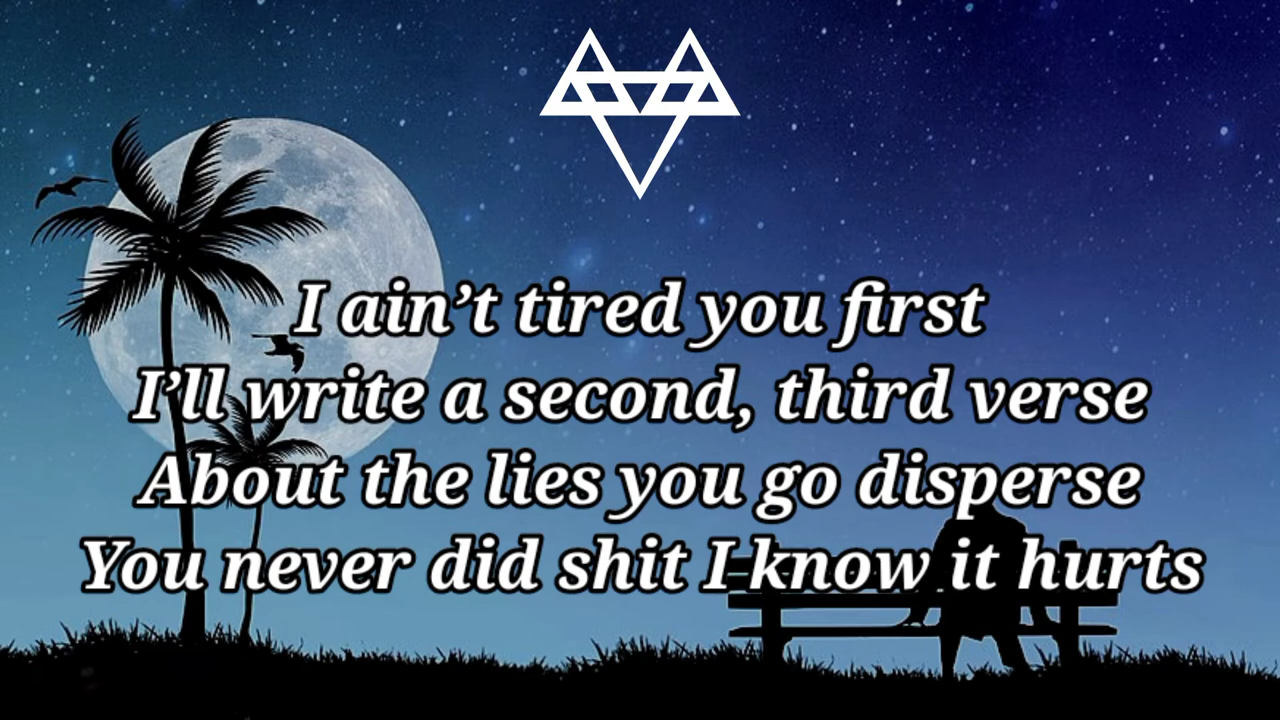 I ain’t tired you first
I’ll write a second, third verse
About the lies you go disperse
You never did shit I know it hurts